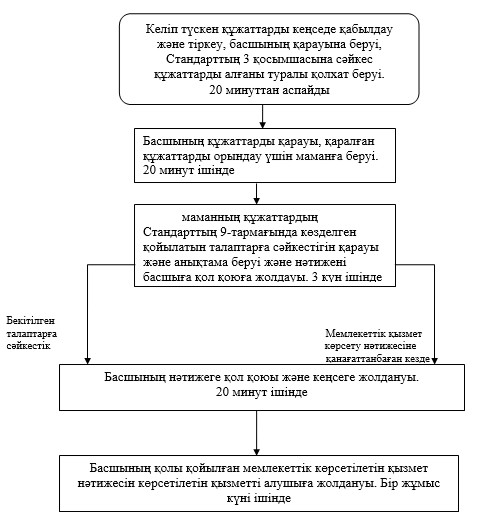 Келіп түскен құжаттарды кеңседе қабылдау
және тіркеу, басшының қарауына беруі,
Стандарттың 3 қосымшасына сәйкес
құжаттарды алғаны туралы қолхат беруі.
20 минуттан аспайды
Басшының құжаттарды қарауы, қаралған
құжаттарды орындау үшін маманға беруі.
20 минут ішінде
маманның құжаттардың
Стандарттың 9-тармағында көзделген
қойылатын талаптарға сәйкестігін қарауы
және анықтама беруі және нәтижені
басшыға қол қоюға жолдауы. 3 күн ішінде
Бекітілген
талаптарға
сәйкестік
Мемлекеттік қызмет
көрсету нәтижесіне
қанағаттанбаған кезде
Басшының нәтижеге қол қоюы және кеңсеге жолдануы.
20 минут ішінде
Басшының қолы қойылған мемлекеттік көрсетілетін қызмет
нәтижесін көрсетілетін қызметті алушыға жолдануы. Бір жұмыс
күні ішінде